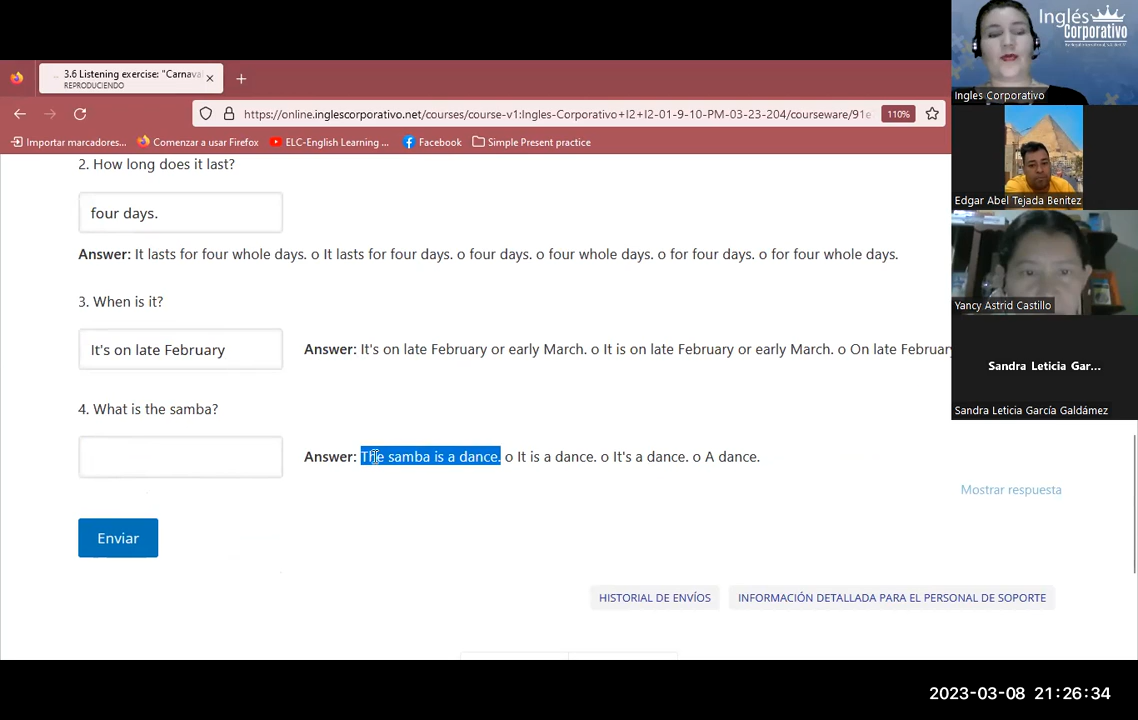 3.6 Listening exercise: "Carnava
REPRODUCIENDO
https://online.inglescorporativo.net/courses/course-v1:Ingles-Corporativo+I2+I2-01-9-10-PM-03-23-204/courseware/91e
110%
Importar marcadores...
Comenzar a usar Firefox
ELC-English Learning ...
Facebook
Simple Present practice
2. How long does it last?
four days.
Answer: It lasts for four whole days. o It lasts for four days. o four days. o four whole days. o for four days. o for four whole days.
3. When is it?
It's on late February
Answer: It's on late February or early March. o It is on late February or early March. o On late February
4. What is the samba?
Answer: The samba is a dance. o It is a dance. o It's a dance. o A dance.
Mostrar respuesta
Enviar
HISTORIAL DE ENVÍOS
INFORMACIÓN DETALLADA PARA EL PERSONAL DE SOPORTE
Inglés
Corporativo
Ingles Corporativo
Edgar Abel Tejada Benitez
Yancy Astrid Castillo
Sandra Leticia Gar...
Sandra Leticia García Galdámez
2023-03-08 21:26:34